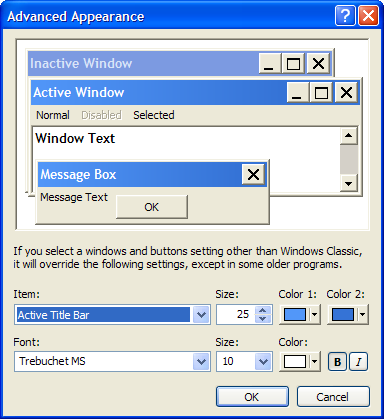 Advanced Appearance
Inactive Window
Active Window
Normal Disabled Selected
Window Text
Message Box
Message Text
OK
If you select a windows and buttons setting other than Windows Classic,
it will override the following settings, except in some older programs.
Item: Size: Color 1: Color 2:
Active Title Bar 25
Font: Size: Color:
Trebuchet MS 10 B I
OK Cancel